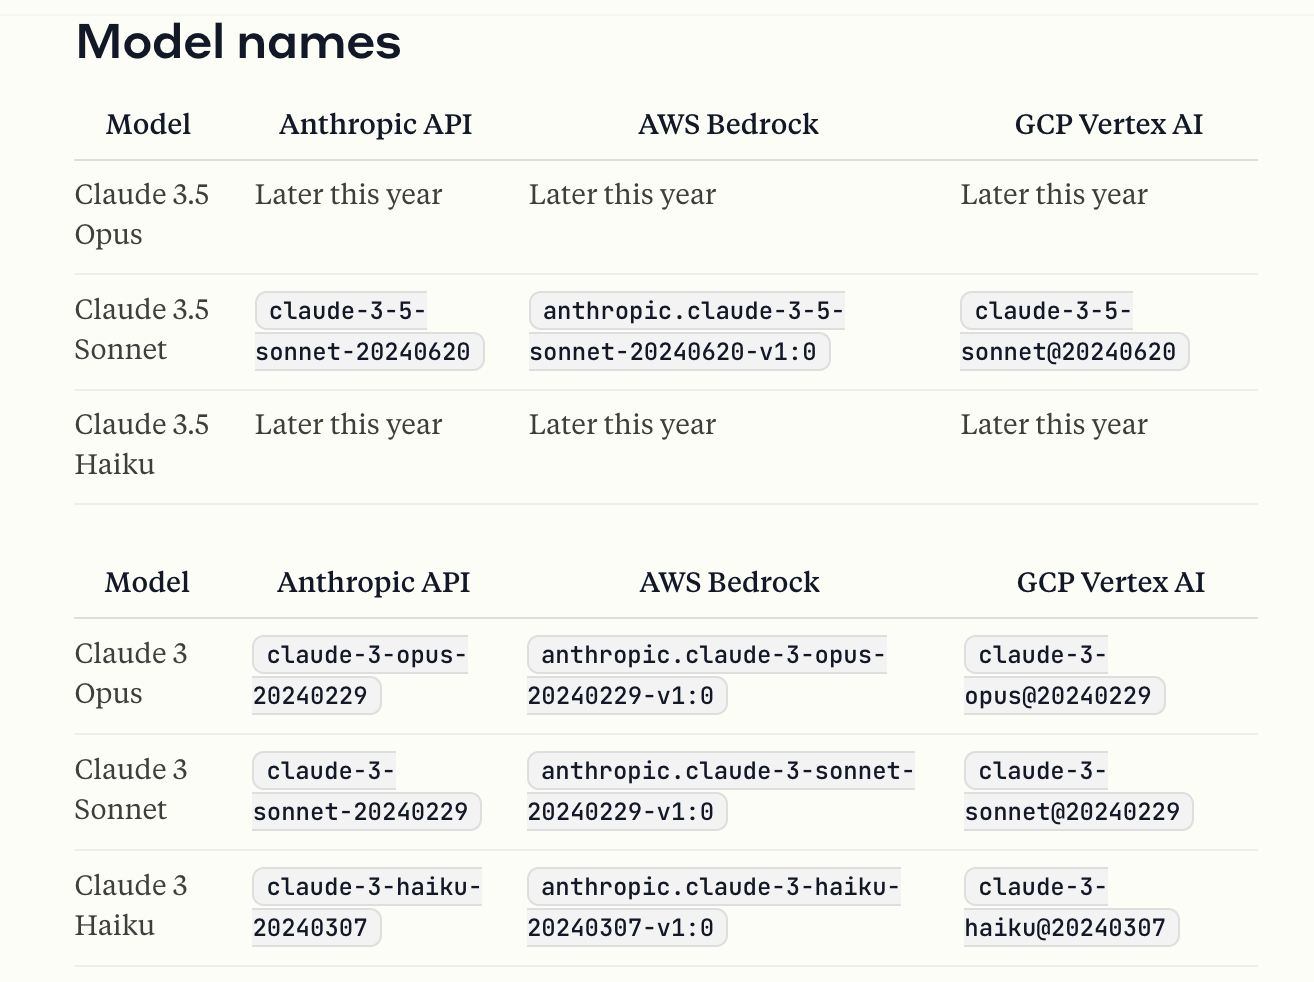 Model names
Model Anthropic API AWS Bedrock GCP Vertex AI
Claude 3.5 Later this year Later this year Later this year
Opus
Claude 3.5 claude-3-5- anthropic.claude-3-5- claude-3-5-
Sonnet sonnet-20240620 sonnet-20240620-v1:0 sonnet@20240620
Claude 3.5 Later this year Later this year Later this year
Haiku
Model Anthropic API AWS Bedrock GCP Vertex AI
Claude 3 claude-3-opus- anthropic.claude-3-opus- claude-3-
Opus 20240229 20240229-v1:0 opus@20240229
Claude 3 claude-3- anthropic.claude-3-sonnet- claude-3-
Sonnet sonnet-20240229 20240229-v1:0 sonnet@20240229
Claude 3 claude-3-haiku- anthropic.claude-3-haiku- claude-3-
Haiku 20240307 20240307-v1:0 haiku@20240307